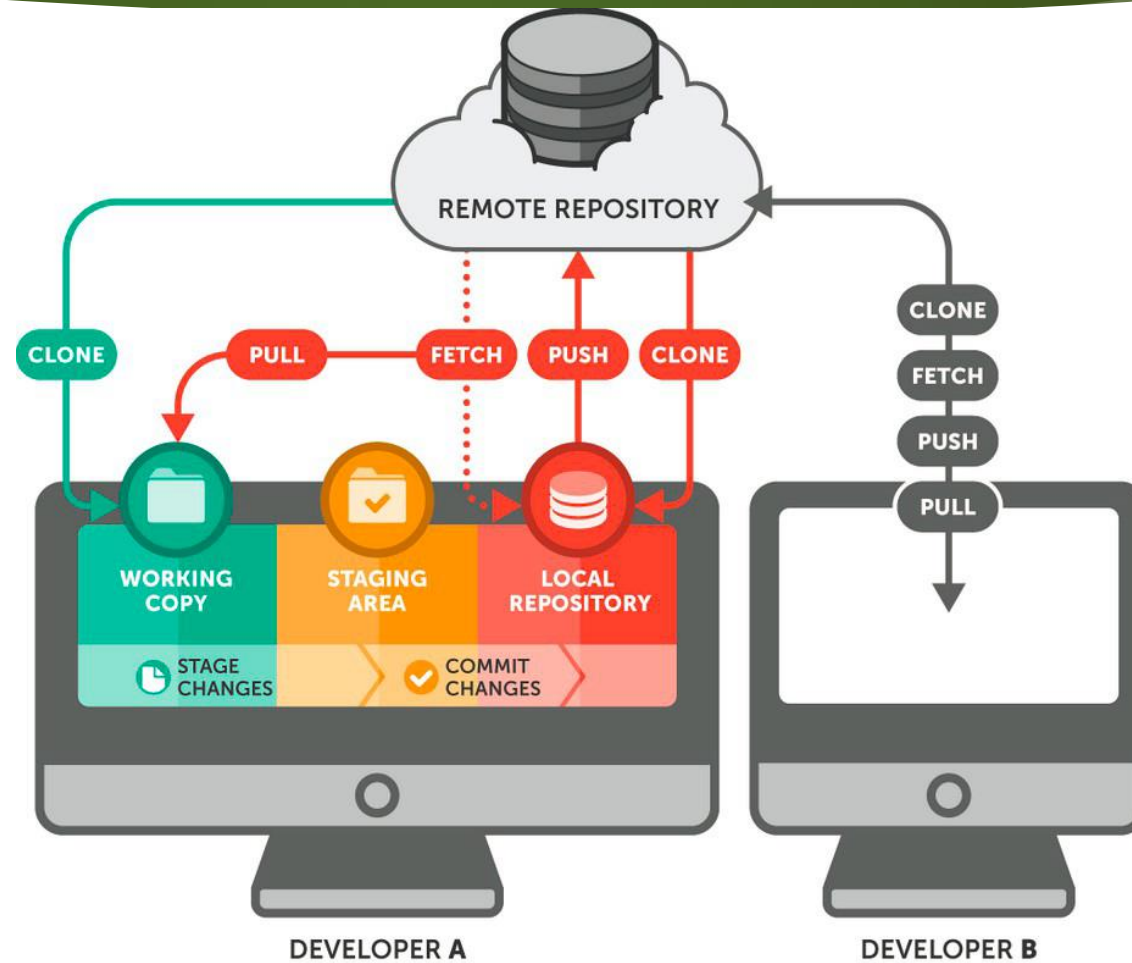 REMOTE REPOSITORY
CLONE
PULL
FETCH
PUSH
CLONE
CLONE
FETCH
PUSH
PULL
WORKING
COPY
STAGING
AREA
LOCAL
REPOSITORY
STAGE
CHANGES
COMMIT
CHANGES
DEVELOPER A
DEVELOPER B